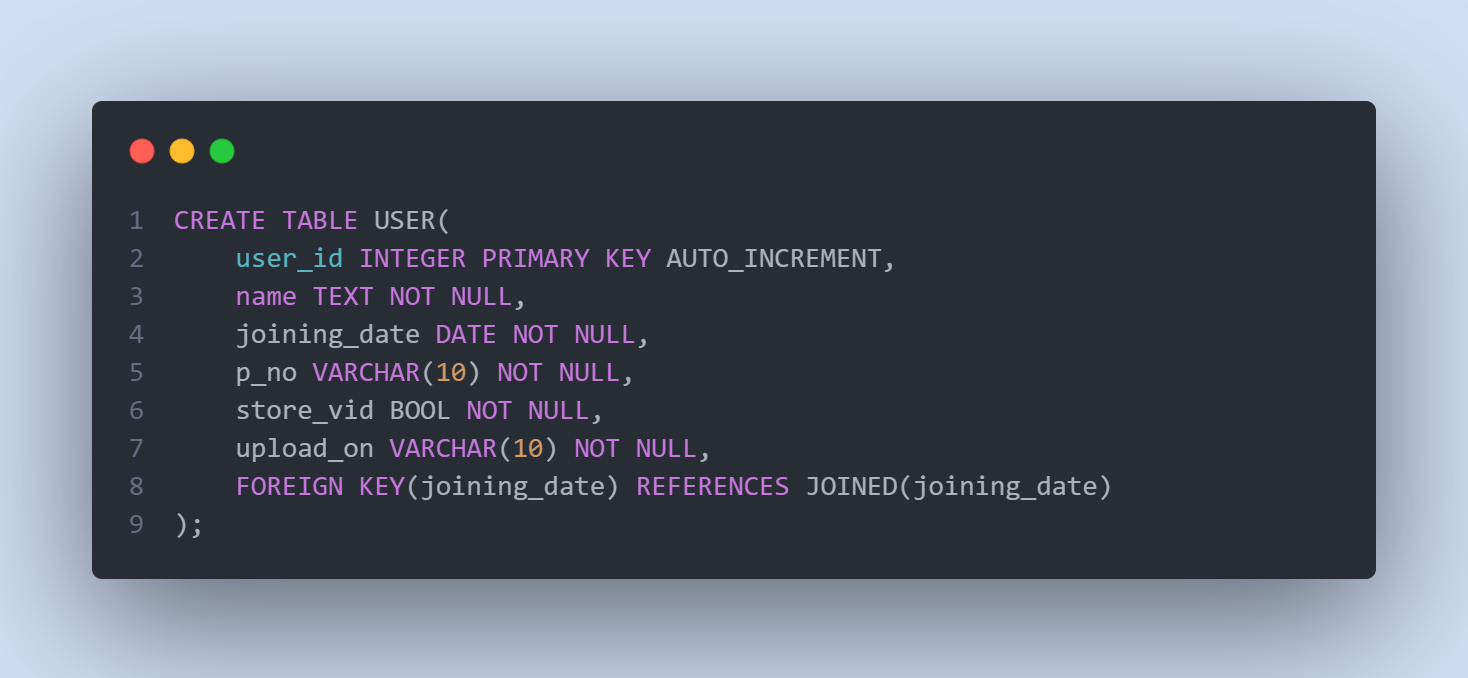 1 CREATE TABLE USER(
2 user_id INTEGER PRIMARY KEY AUTO_INCREMENT,
3 name TEXT NOT NULL,
4 joining_date DATE NOT NULL,
5 p_no VARCHAR(10) NOT NULL,
6 store_vid BOOL NOT NULL,
7 upload_on VARCHAR(10) NOT NULL,
8 FOREIGN KEY(joining_date) REFERENCES JOINED(joining_date)
9 );